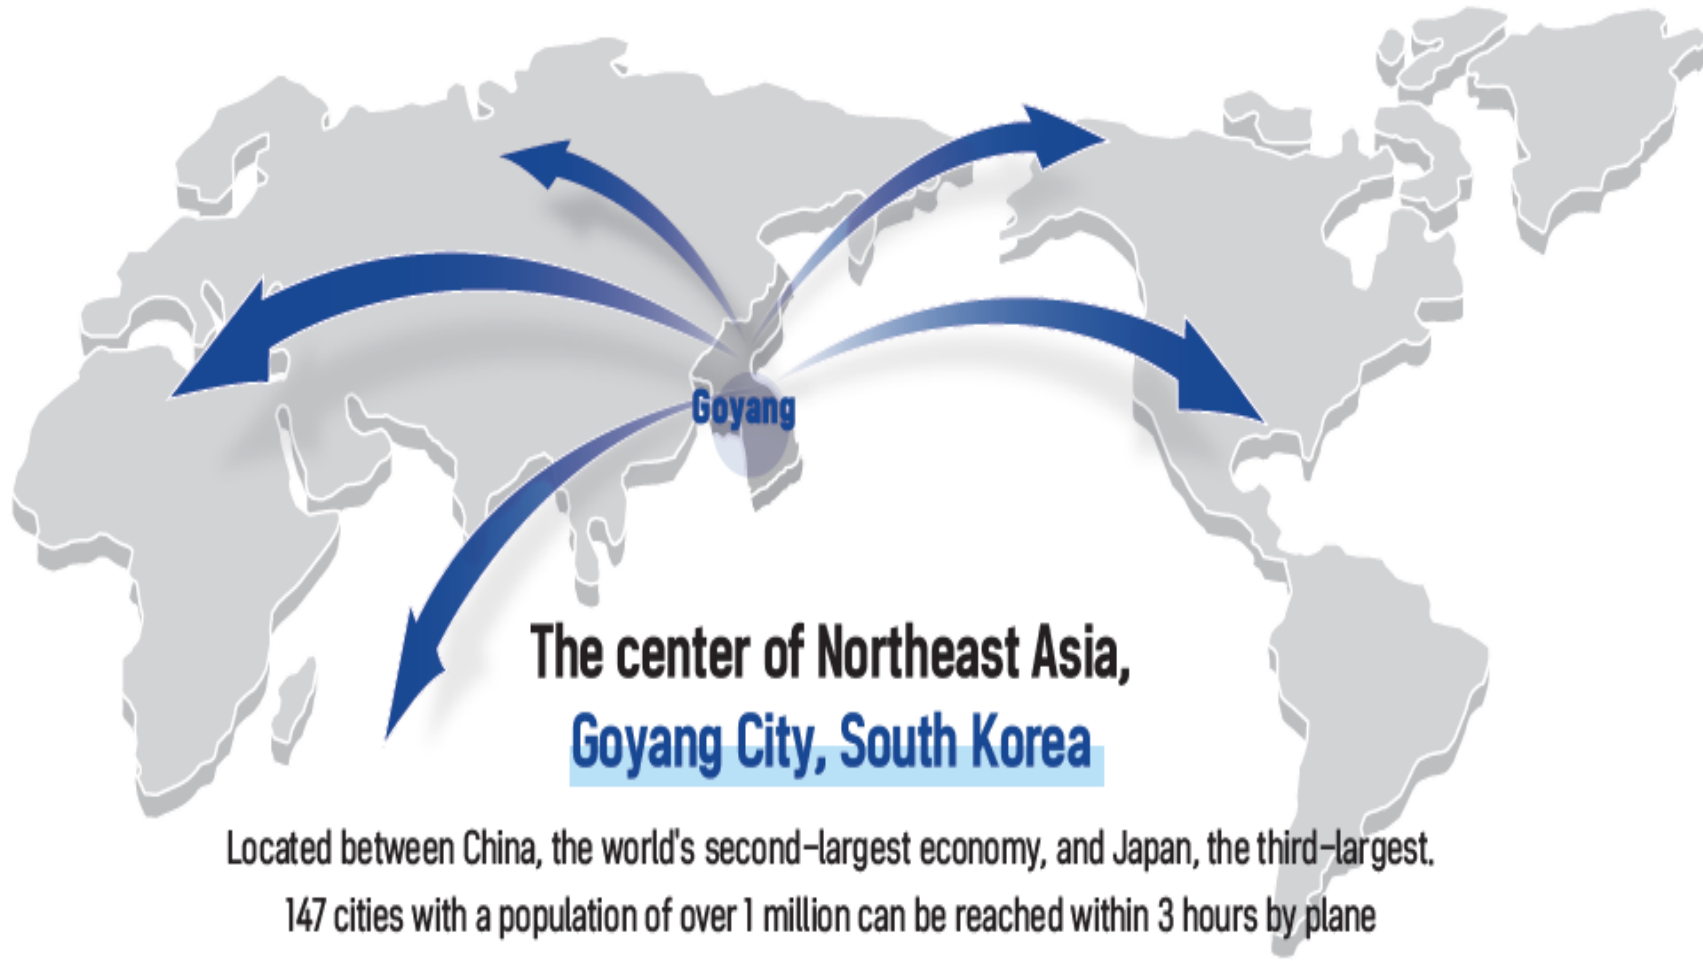 Goyang
The center of Northeast Asia,
Goyang City, South Korea
Located between China, the world's second-largest economy, and Japan, the third-largest.
147 cities with a population of over 1 million can be reached within 3 hours by plane